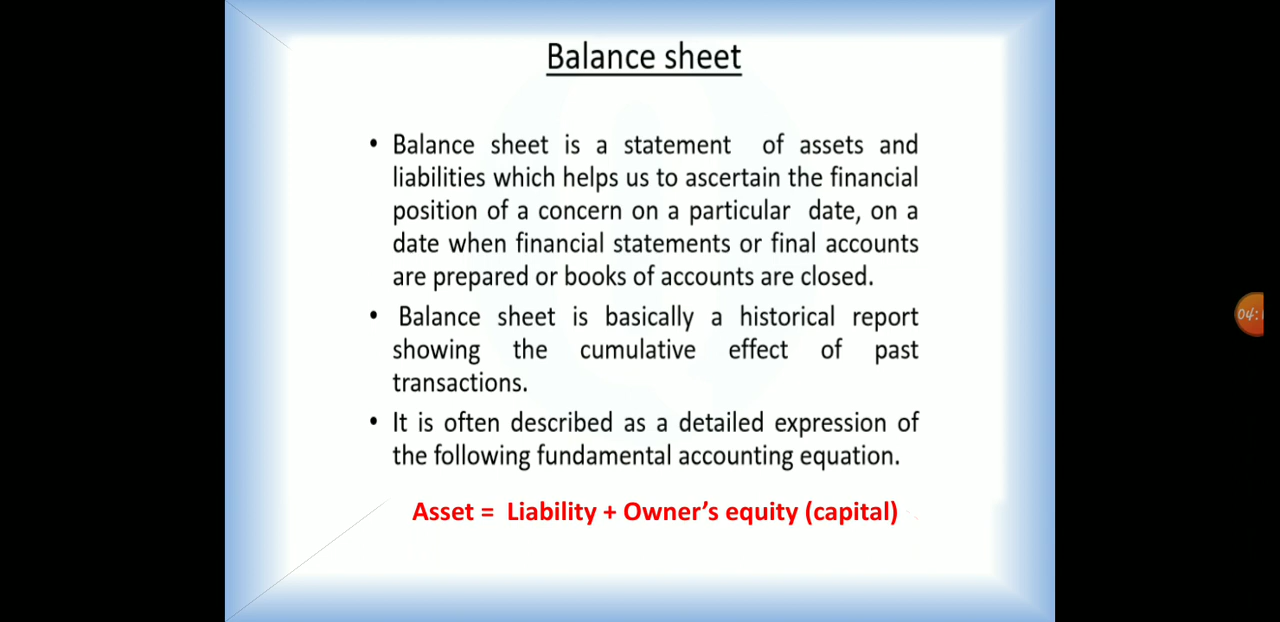 Balance sheet
• Balance sheet is a statement of assets and
liabilities which helps us to ascertain the financial
position of a concern on a particular date, on a
date when financial statements or final accounts
are prepared or books of accounts are closed.
• Balance sheet is basically a historical report
showing the cumulative effect of past
transactions.
• It is often described as a detailed expression of
the following fundamental accounting equation.
Asset = Liability + Owner’s equity (capital)
04: